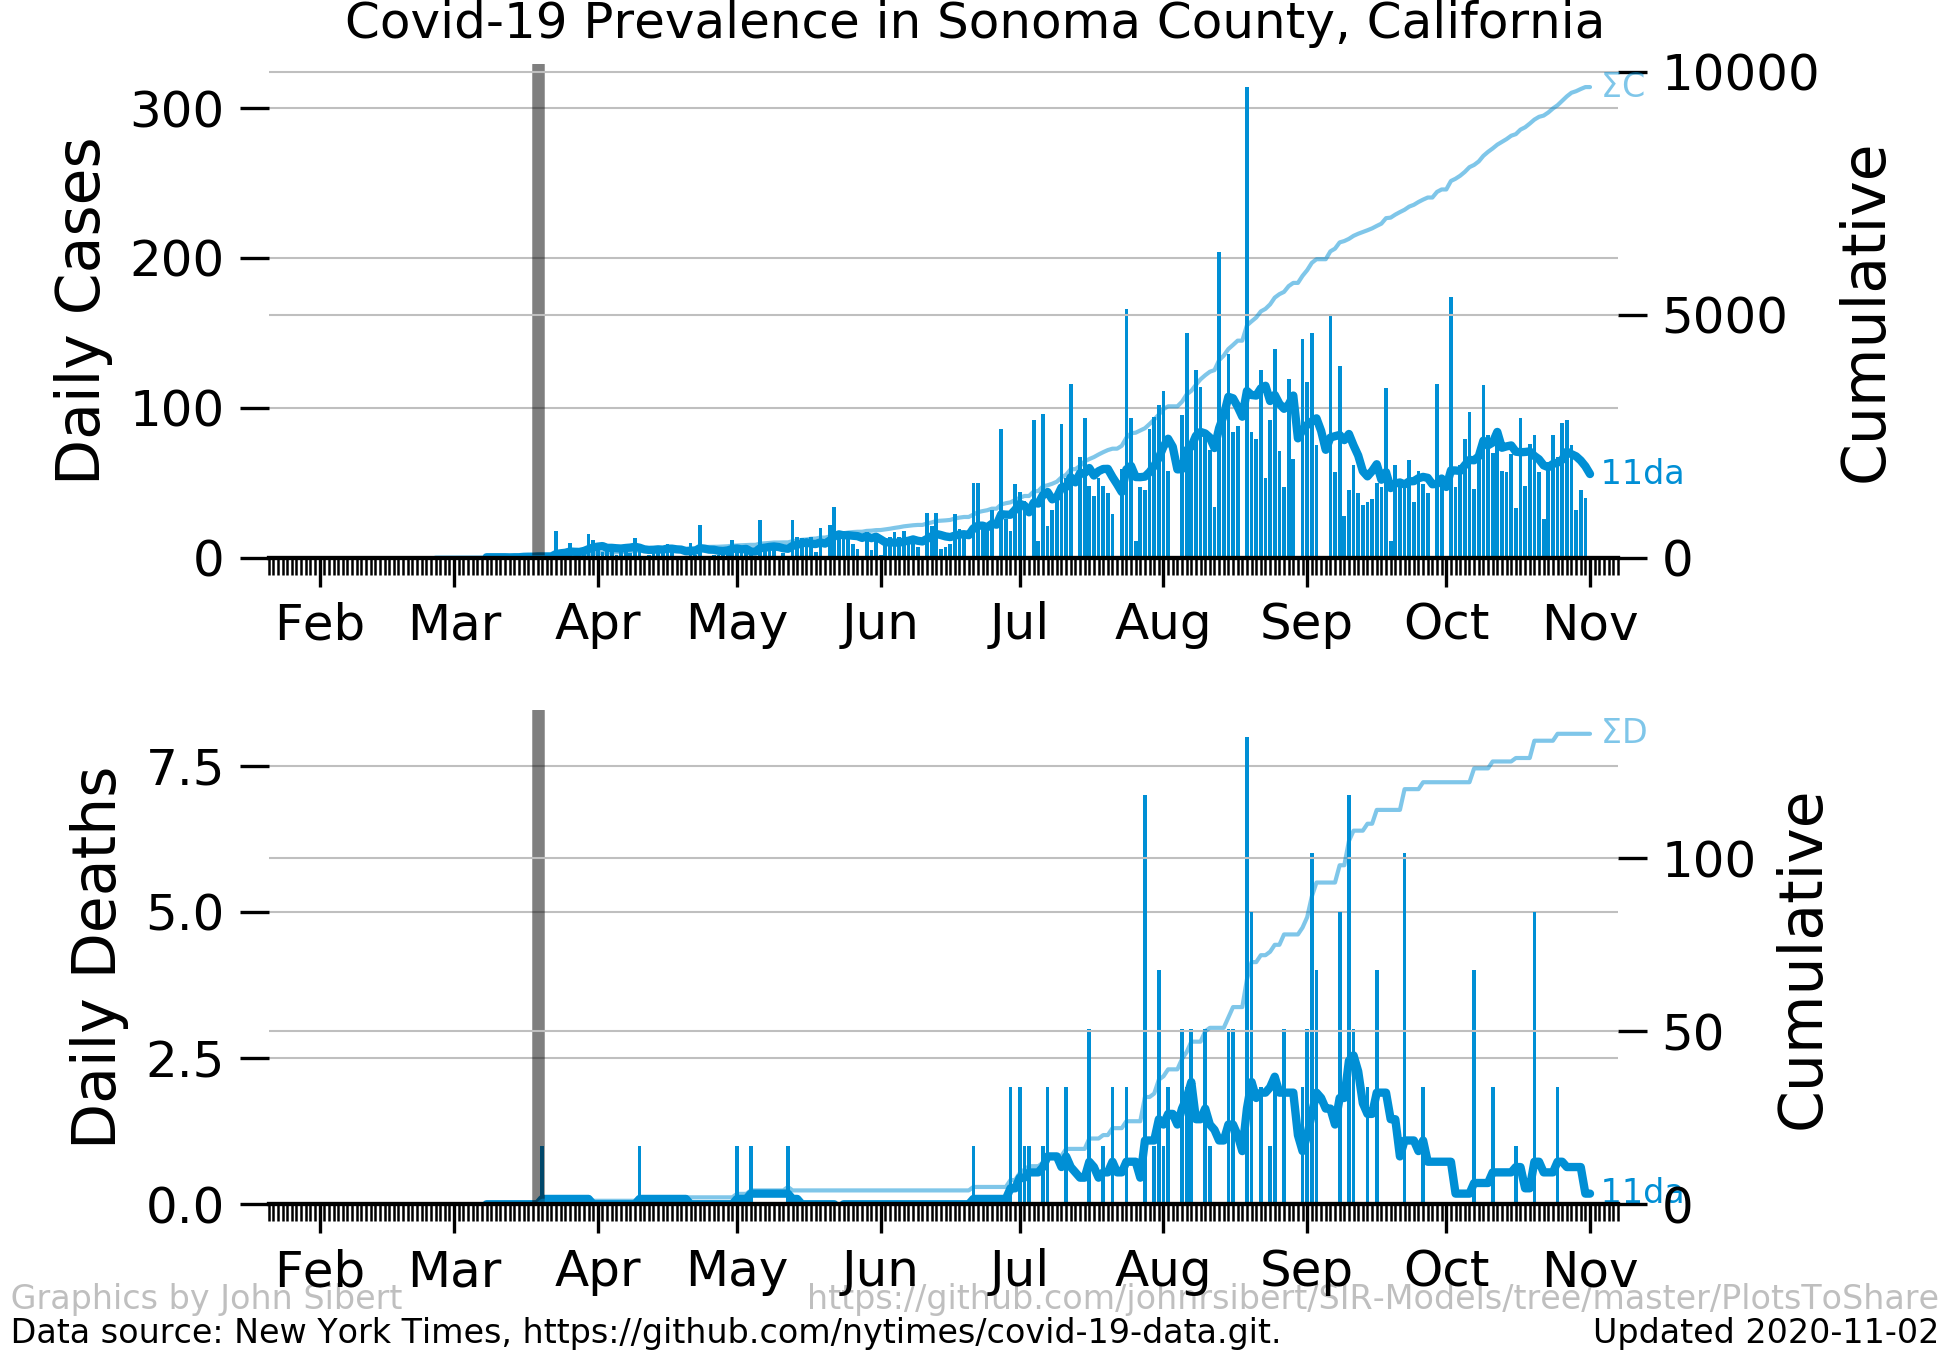 Covid-19 Prevalence in Sonoma County, California
Daily Cases
300
200
100
0
10000
5000
0
Cumulative
ΣC
11da
Feb Mar Apr May Jun Jul Aug Sep Oct Nov
Daily Deaths
7.5
5.0
2.5
0.0
100
50
0
Cumulative
ΣD
11da
Feb Mar Apr May Jun Jul Aug Sep Oct Nov
Graphics by John Sibert https://github.com/johnrsibert/SIR-Models/tree/master/PlotsToShare
Data source: New York Times, https://github.com/nytimes/covid-19-data.git. Updated 2020-11-02